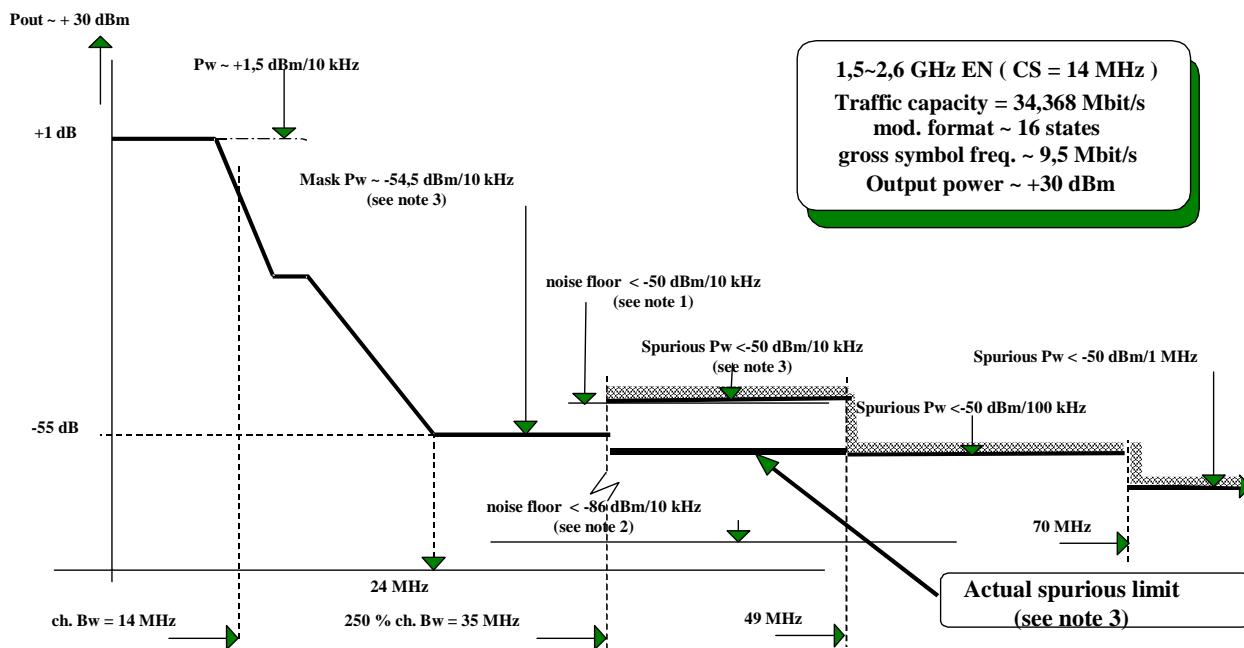 Pout ~ + 30 dBm
Pw ~ +1,5 dBm/10 kHz
+1 dB
1,5~2,6 GHz EN ( CS = 14 MHz )
Traffic capacity = 34,368 Mbit/s
mod. format ~ 16 states
gross symbol freq. ~ 9,5 Mbit/s
Output power ~ +30 dBm
Mask Pw ~ -54,5 dBm/10 kHz
(see note 3)
noise floor < -50 dBm/10 kHz
(see note 1)
Spurious Pw <-50 dBm/10 kHz
(see note 3)
Spurious Pw < -50 dBm/1 MHz
Spurious Pw <-50 dBm/100 kHz
-55 dB
noise floor < -86 dBm/10 kHz
(see note 2)
70 MHz
24 MHz
Actual spurious limit
(see note 3)
ch. Bw = 14 MHz
250 % ch. Bw = 35 MHz
49 MHz